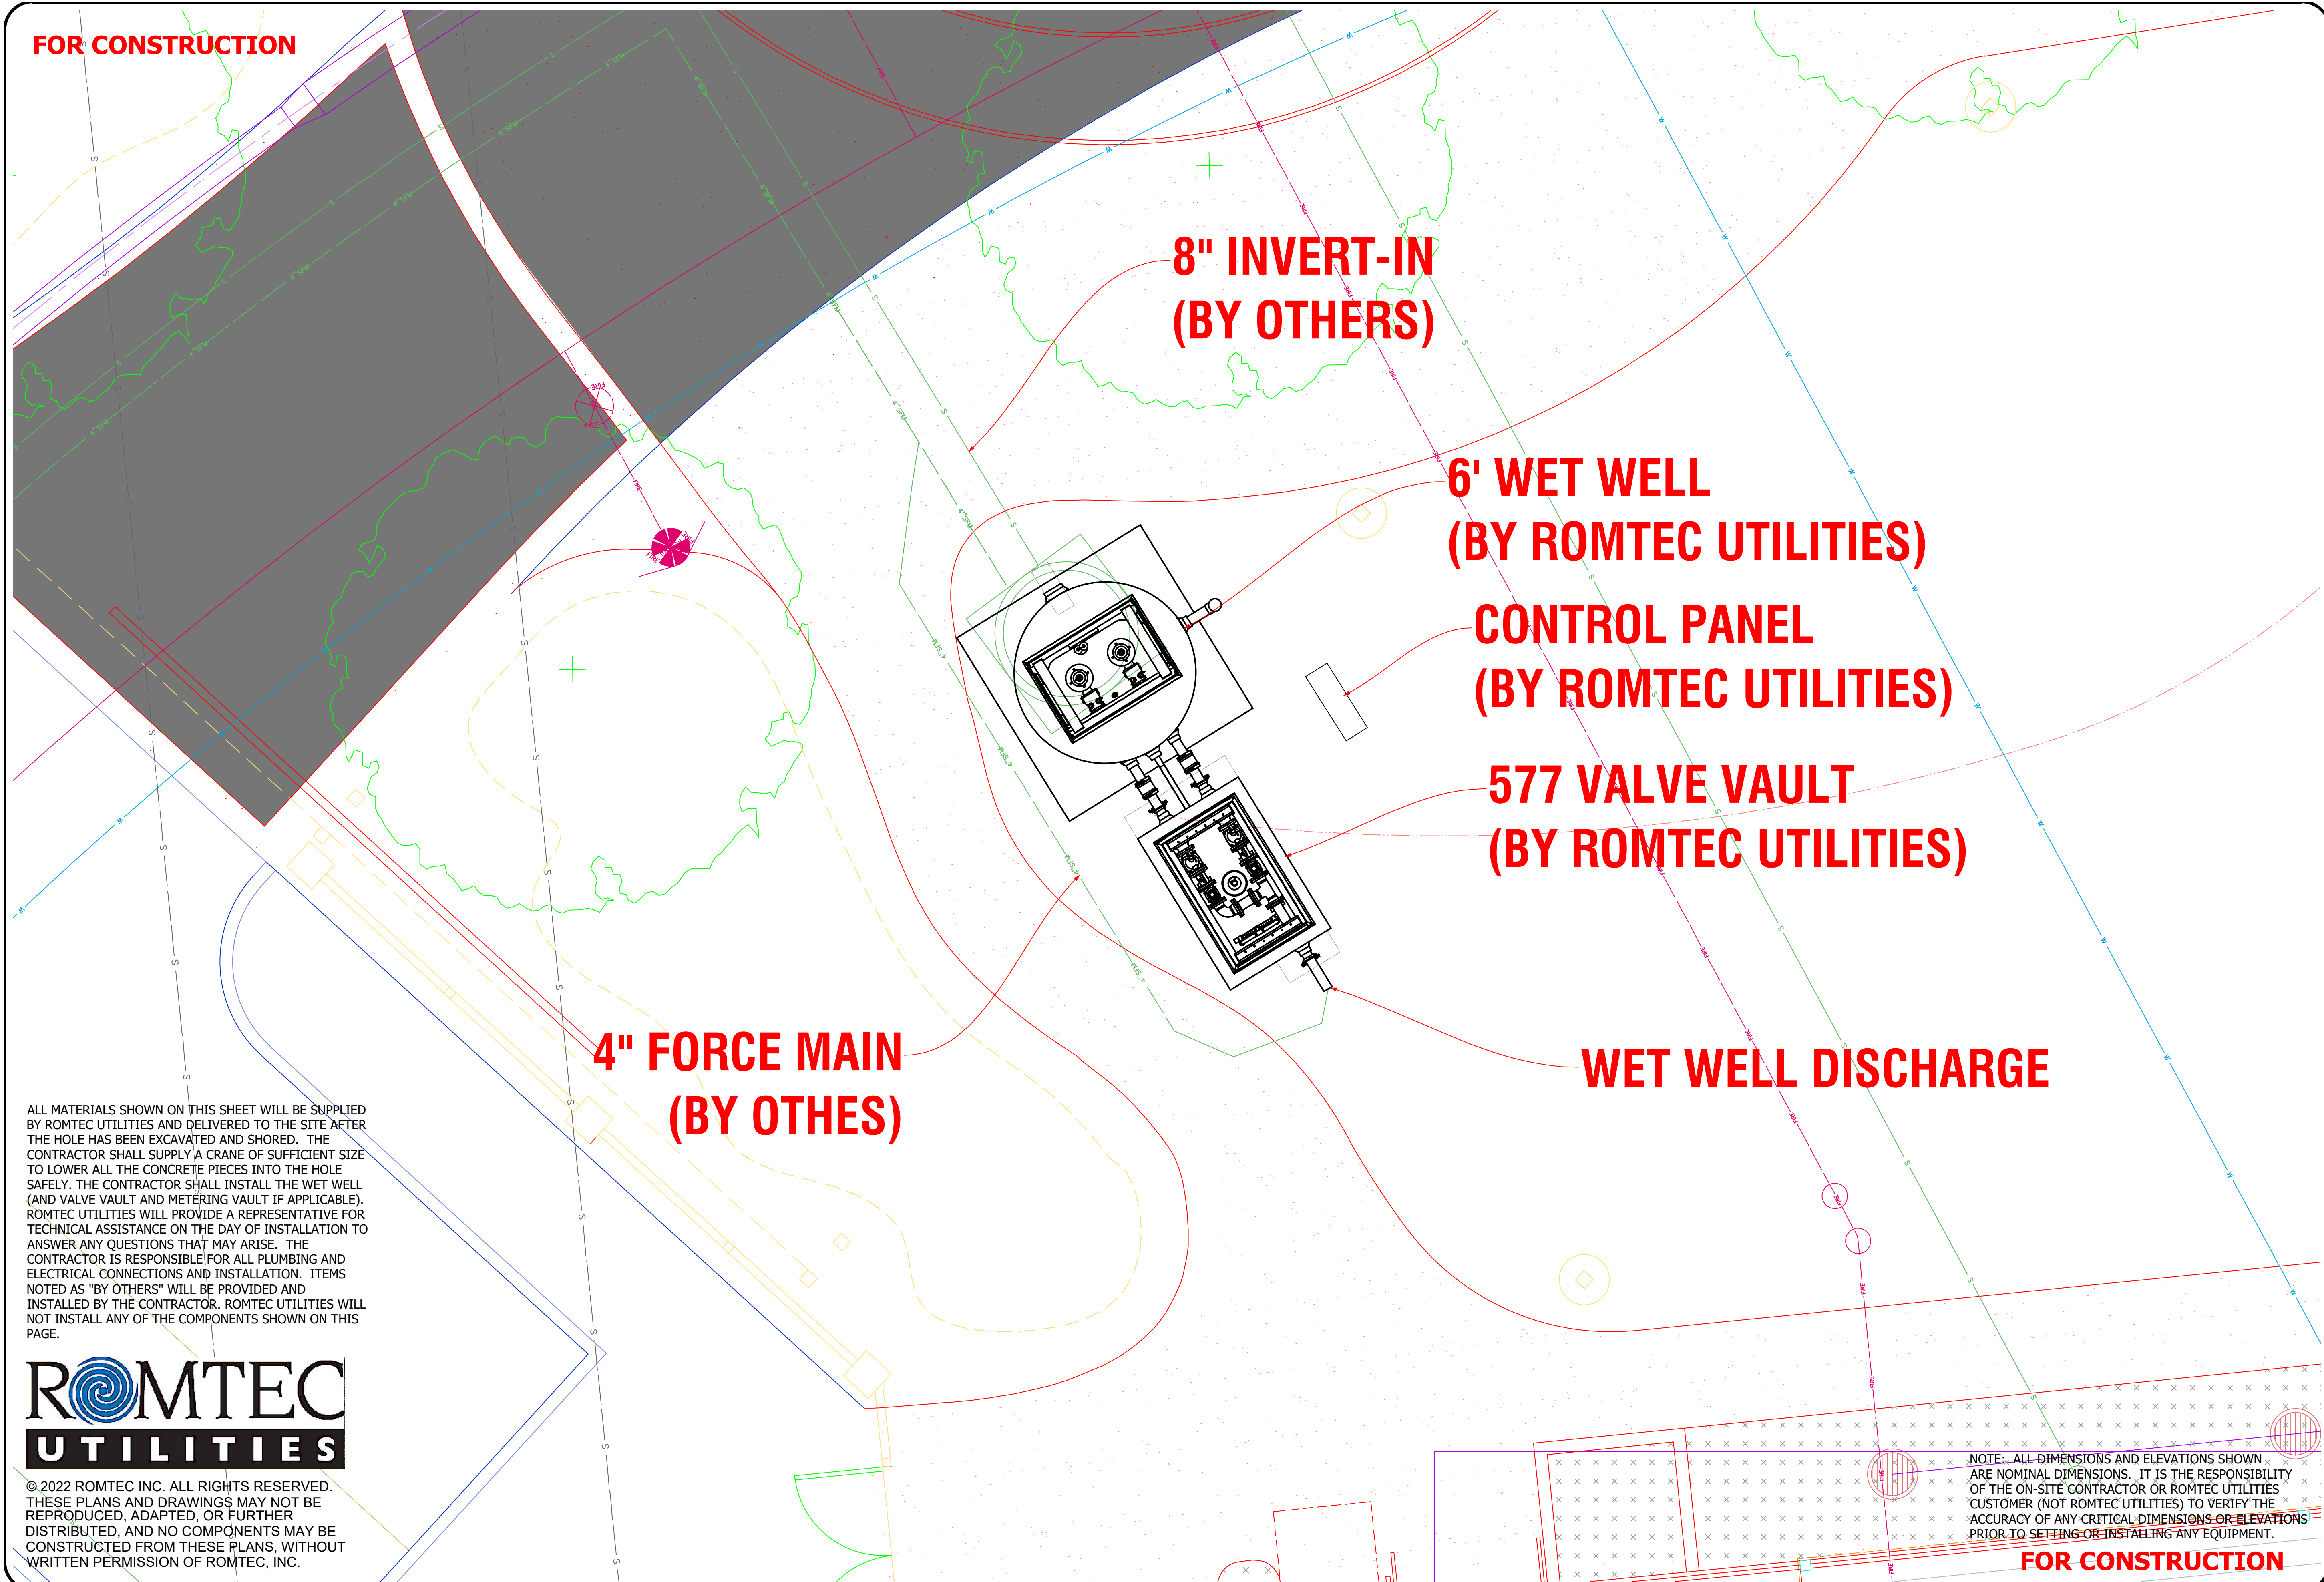 FOR CONSTRUCTION
8" INVERT-IN
(BY OTHERS)
6' WET WELL
(BY ROMTEC UTILITIES)
CONTROL PANEL
(BY ROMTEC UTILITIES)
577 VALVE VAULT
(BY ROMTEC UTILITIES)
4" FORCE MAIN
(BY OTHES)
WET WELL DISCHARGE
ALL MATERIALS SHOWN ON THIS SHEET WILL BE SUPPLIED
BY ROMTEC UTILITIES AND DELIVERED TO THE SITE AFTER
THE HOLE HAS BEEN EXCAVATED AND SHORED. THE
CONTRACTOR SHALL SUPPLY A CRANE OF SUFFICIENT SIZE
TO LOWER ALL THE CONCRETE PIECES INTO THE HOLE
SAFELY. THE CONTRACTOR SHALL INSTALL THE WET WELL
(AND VALVE VAULT AND METERING VAULT IF APPLICABLE).
ROMTEC UTILITIES WILL PROVIDE A REPRESENTATIVE FOR
TECHNICAL ASSISTANCE ON THE DAY OF INSTALLATION TO
ANSWER ANY QUESTIONS THAT MAY ARISE. THE
CONTRACTOR IS RESPONSIBLE FOR ALL PLUMBING AND
ELECTRICAL CONNECTIONS AND INSTALLATION. ITEMS
NOTED AS "BY OTHERS" WILL BE PROVIDED AND
INSTALLED BY THE CONTRACTOR. ROMTEC UTILITIES WILL
NOT INSTALL ANY OF THE COMPONENTS SHOWN ON THIS
PAGE.
ROMTEC
UTILITIES
© 2022 ROMTEC INC. ALL RIGHTS RESERVED.
THESE PLANS AND DRAWINGS MAY NOT BE
REPRODUCED, ADAPTED, OR FURTHER
DISTRIBUTED, AND NO COMPONENTS MAY BE
CONSTRUCTED FROM THESE PLANS, WITHOUT
WRITTEN PERMISSION OF ROMTEC, INC.
NOTE: ALL DIMENSIONS AND ELEVATIONS SHOWN
ARE NOMINAL DIMENSIONS. IT IS THE RESPONSIBILITY
OF THE ON-SITE CONTRACTOR OR ROMTEC UTILITIES
CUSTOMER (NOT ROMTEC UTILITIES) TO VERIFY THE
ACCURACY OF ANY CRITICAL DIMENSIONS OR ELEVATIONS
PRIOR TO SETTING OR INSTALLING ANY EQUIPMENT.
FOR CONSTRUCTION